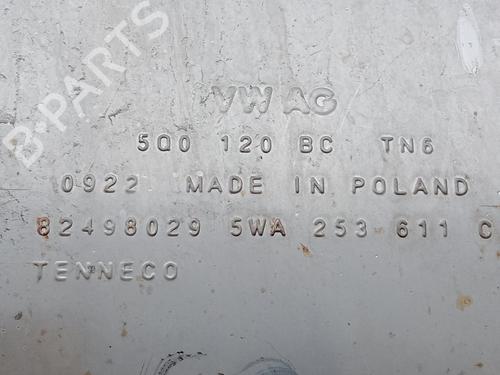 B-PARTS
VW AG
5Q0 120 BC TN6
0922 MADE IN POLAND
82498029 5WA 253 611 C
TENNECO